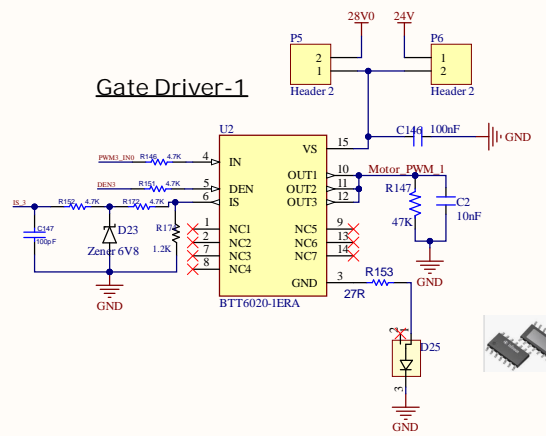 28V0
24V
P5
P6
2
1
1
2
Header 2
Header 2
Gate Driver-1
U2
C146
100nF
GND
VS
15
PWM3_IN0
R146
4.7K
4
IN
OUT1
10
Motor_PWM_1
DEN3
R151
4.7K
5
DEN
OUT2
11
IS_3
R152
4.7K
R172
4.7K
6
IS
OUT3
12
R147
47K
C2
10nF
C147
100pF
D23
Zener 6V8
R17
1.2K
1
NC1
NC5
9
2
NC2
NC6
13
7
NC3
NC7
14
8
NC4
GND
GND
GND
3
R153
27R
BTT6020-1ERA
2
1
D25
3
GND